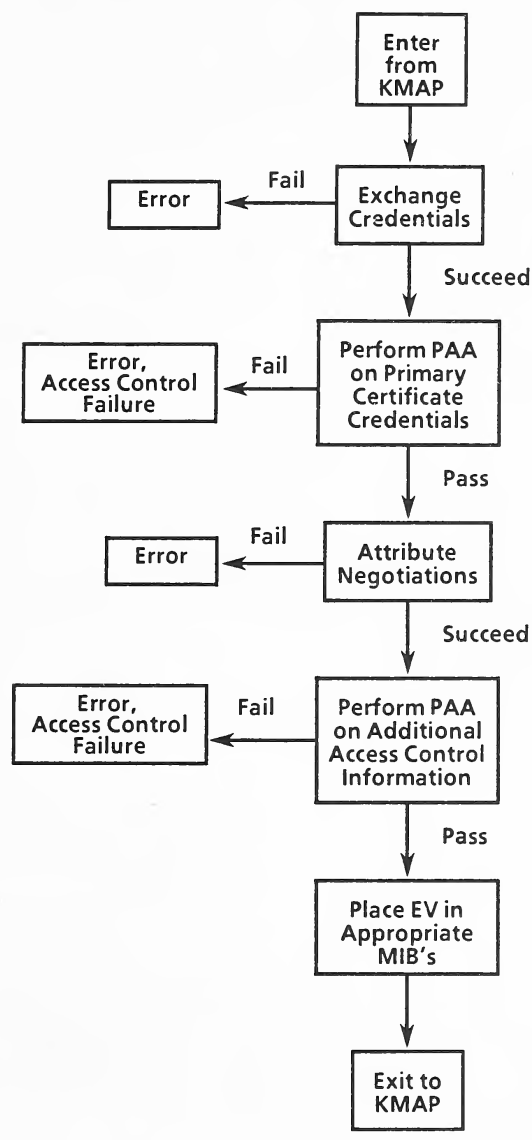 Enter
from
KMAP
Fail
Error
Exchange
Credentials
Succeed
Error,
Access Control
Failure
Fail
Perform PAA
on Primary
Certificate
Credentials
Pass
Error
Fail
Attribute
Negotiations
Succeed
Error,
Access Control
Failure
Fail
Perform PAA
on Additional
Access Control
Information
Pass
Place EV in
Appropriate
MIB's
Exit to
KMAP